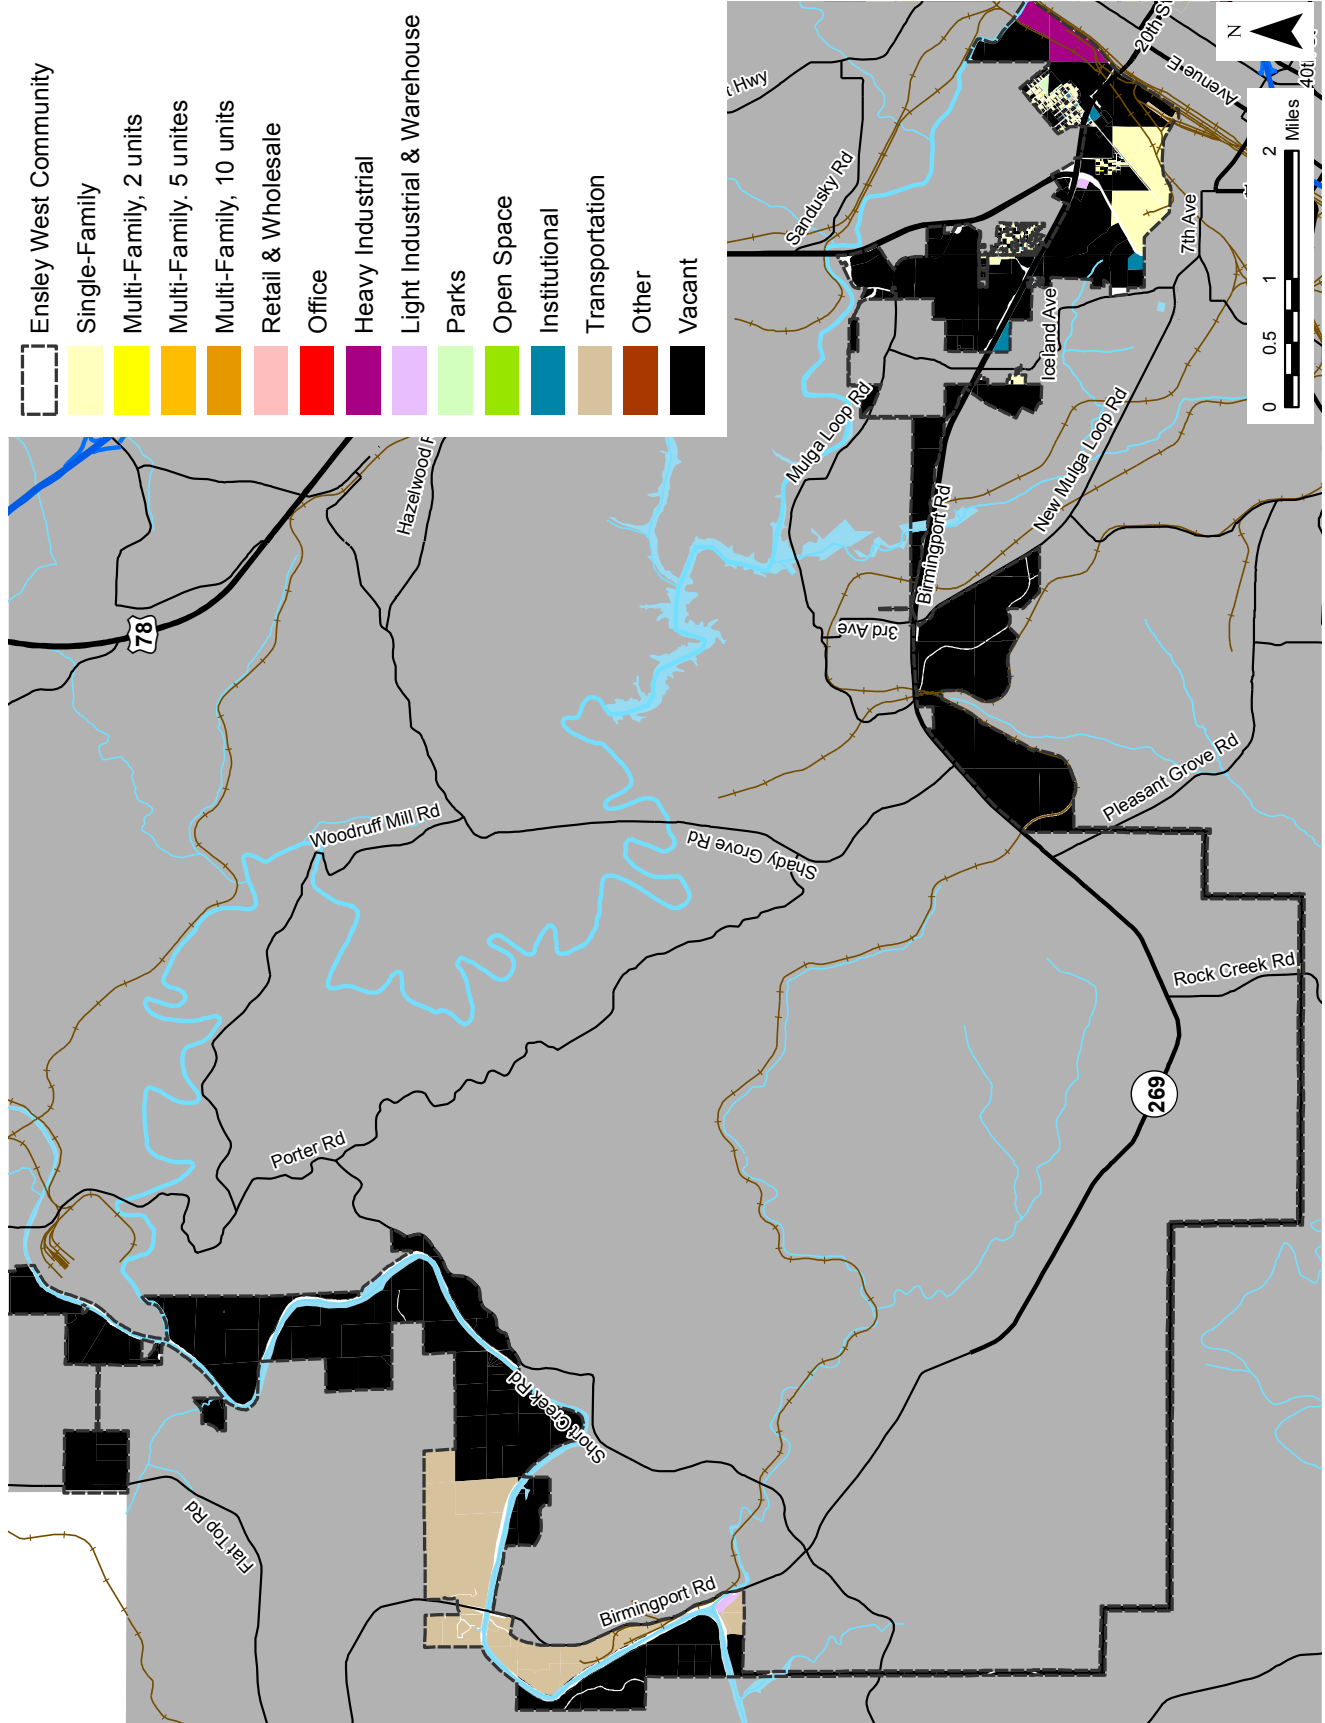 Ensley West Community
Single-Family
Multi-Family, 2 units
Multi-Family. 5 unites
Multi-Family, 10 units
Retail & Wholesale
Office
Heavy Industrial
Light Industrial & Warehouse
Parks
Open Space
Institutional
Transportation
Other
Vacant
N
0 0.5 1 2
Miles
20th St
Avenue E
40th St
Hwy
Sandusky Rd
7th Ave
Iceland Ave
Mulga Loop Rd
New Mulga Loop Rd
Birmingport Rd
3rd Ave
Hazelwood R
78
Woodruff Mill Rd
Shady Grove Rd
Pleasant Grove Rd
Rock Creek Rd
269
Porter Rd
Short Creek Rd
Flat Top Rd
Birmingport Rd